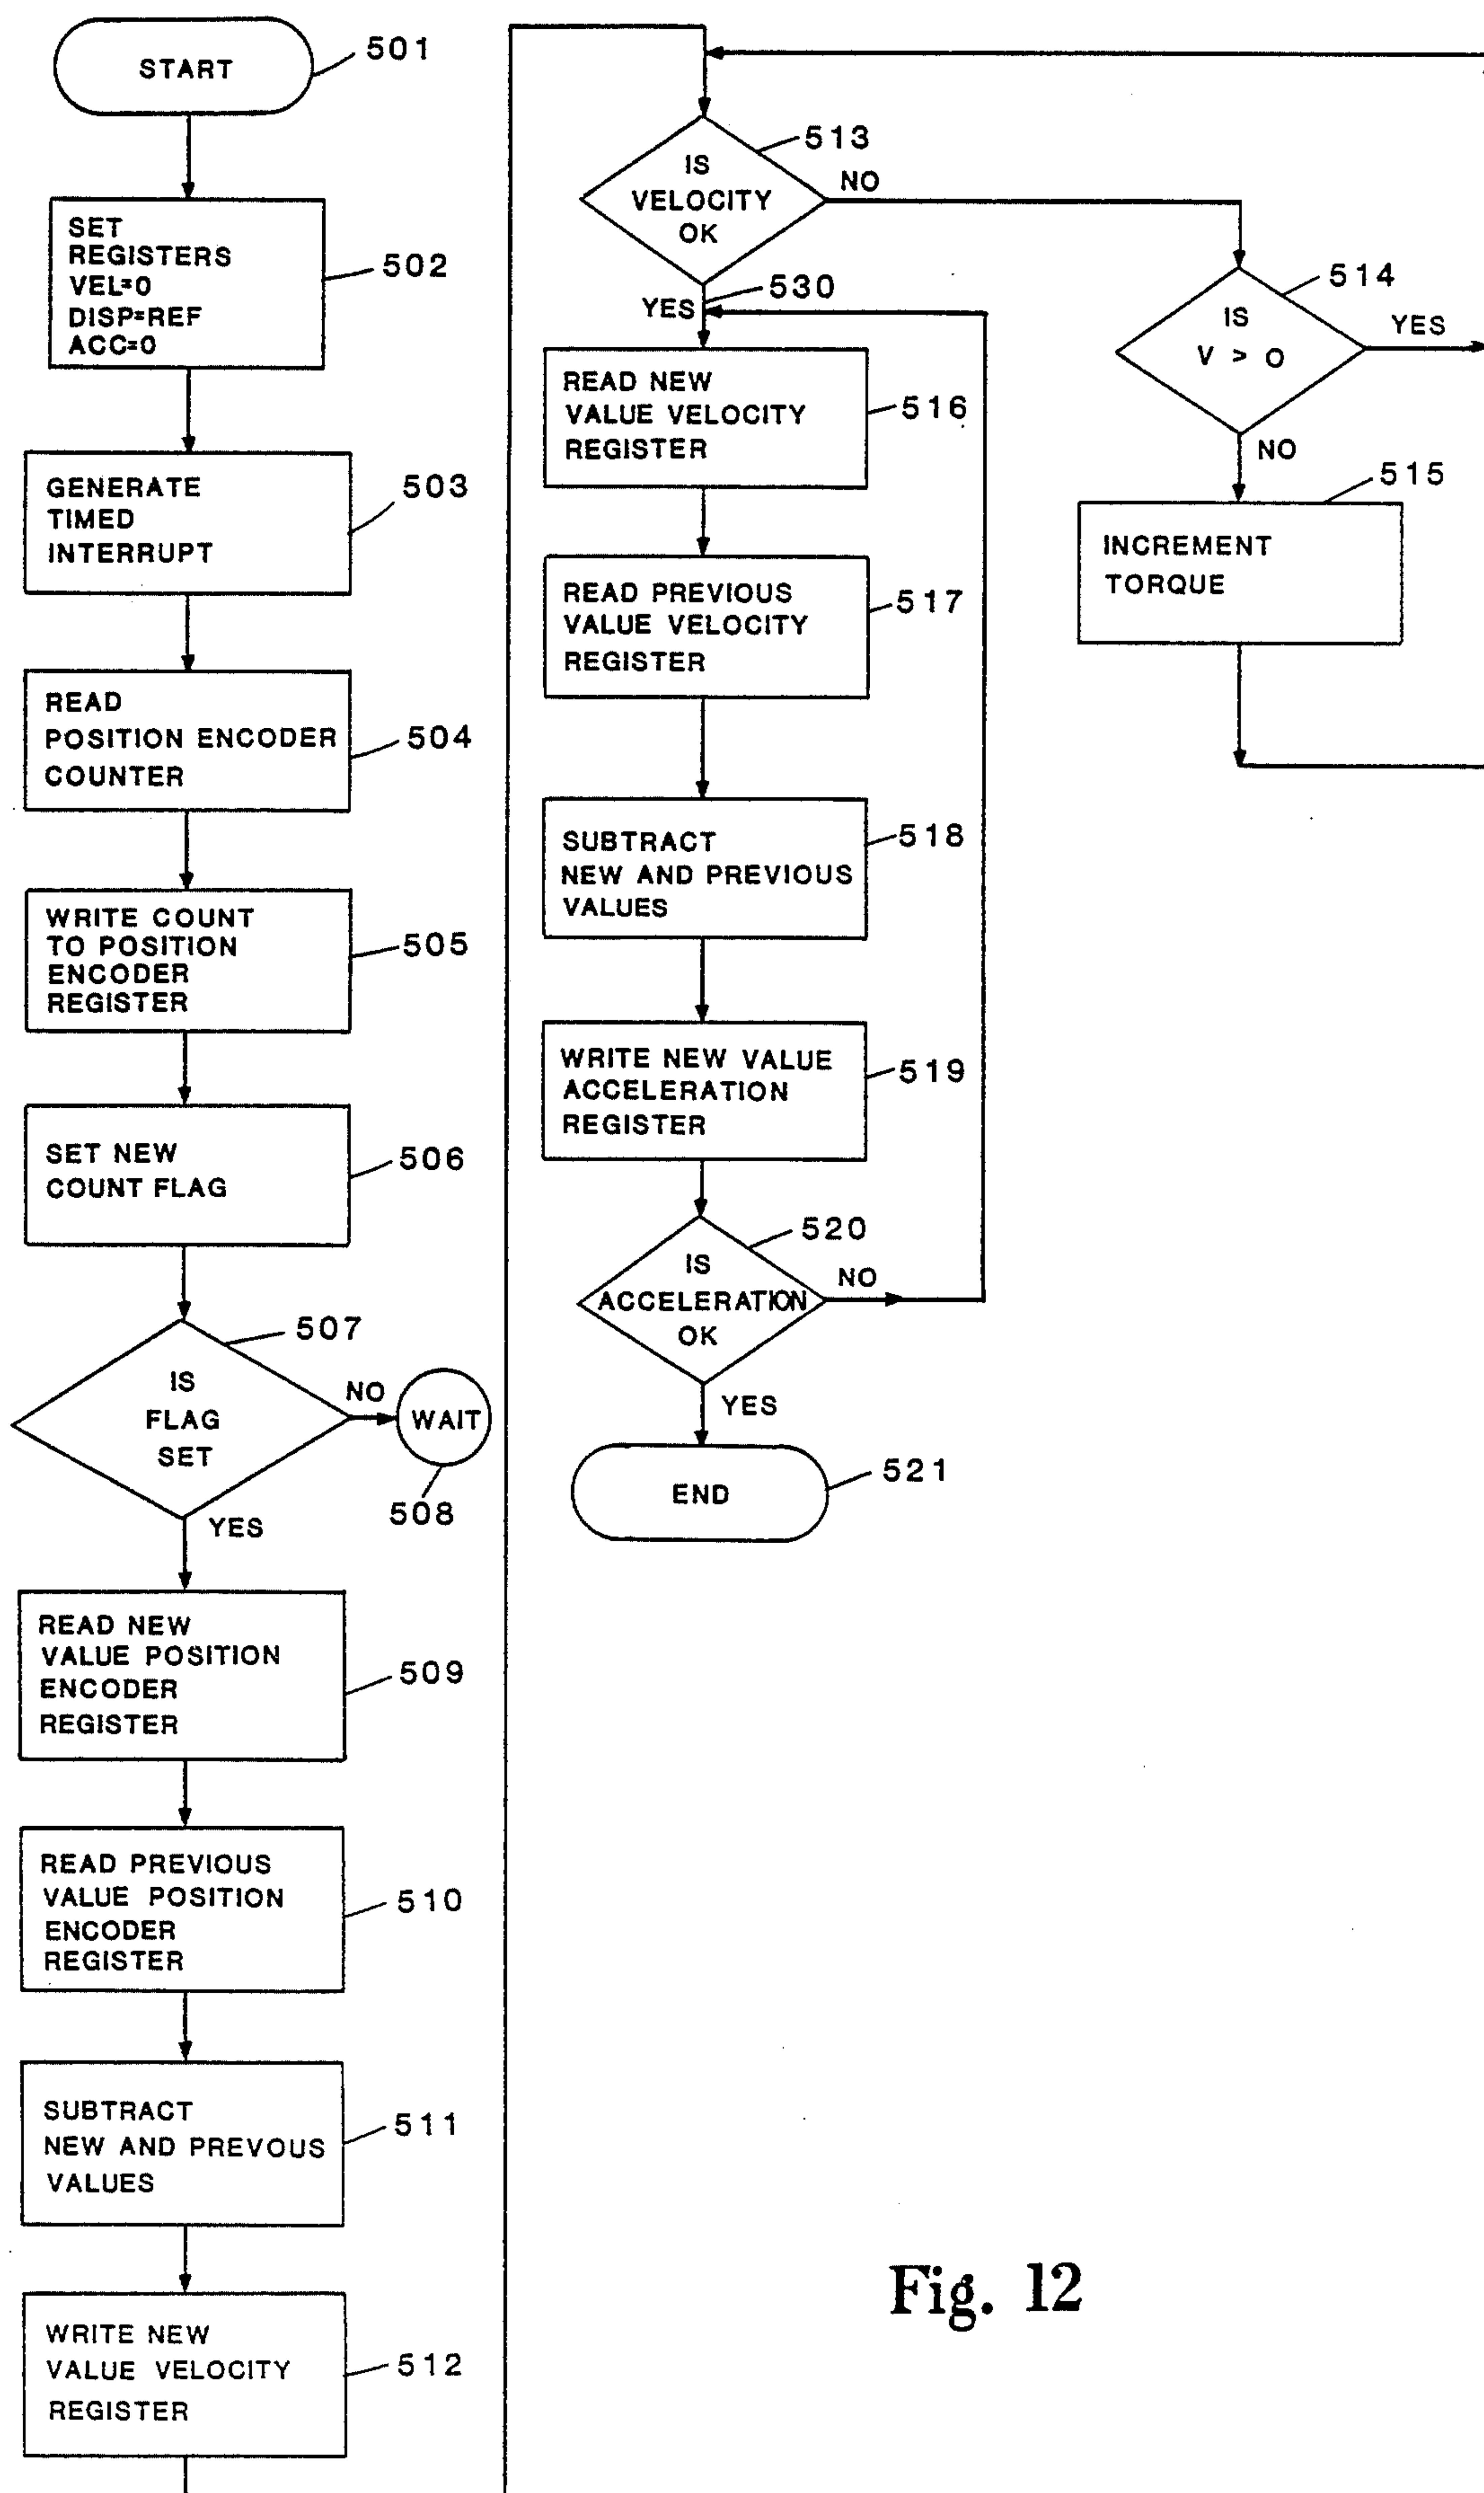 START
501
SET
REGISTERS
VEL=0
DISP=REF
ACC=0
502
GENERATE
TIMED
INTERRUPT
503
READ
POSITION ENCODER
COUNTER
504
WRITE COUNT
TO POSITION
ENCODER
REGISTER
505
SET NEW
COUNT FLAG
506
IS
FLAG
SET
507
NO
WAIT
508
YES
READ NEW
VALUE POSITION
ENCODER
REGISTER
509
READ PREVIOUS
VALUE POSITION
ENCODER
REGISTER
510
SUBTRACT
NEW AND PREVOUS
VALUES
511
WRITE NEW
VALUE VELOCITY
REGISTER
512
IS
VELOCITY
OK
513
NO
YES
530
READ NEW
VALUE VELOCITY
REGISTER
516
READ PREVIOUS
VALUE VELOCITY
REGISTER
517
SUBTRACT
NEW AND PREVIOUS
VALUES
518
WRITE NEW VALUE
ACCELERATION
REGISTER
519
IS
ACCELERATION
OK
520
NO
YES
END
521
IS
V > 0
514
YES
NO
INCREMENT
TORQUE
515
Fig. 12